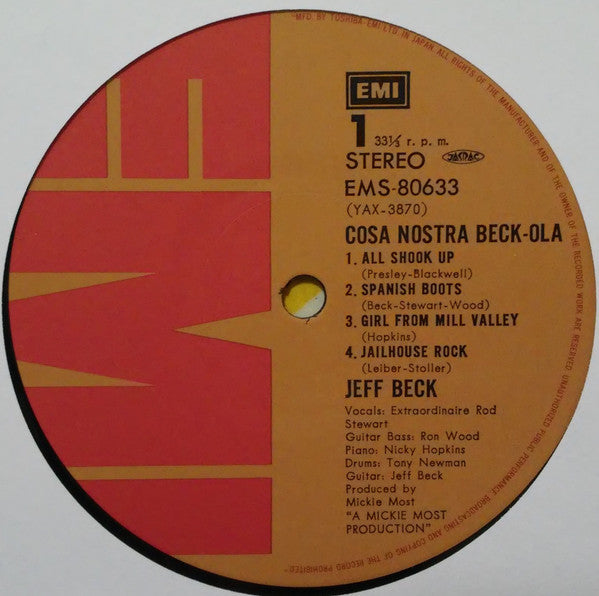 "MFD. BY TOSHIBA EMI LTD. IN JAPAN. ALL RIGHTS OF THE MANUFACTURER AND OF THE OWNER OF THE RECORDED WORK ARE RESERVED. UNAUTHORIZED PUBLIC PERFORMANCE BROADCASTING AND COPYING OF THE RECORD PROHIBITED"
EMI
EMI
1 33⅓ r. p. m.
STEREO JASRAC
EMS-80633
(YAX-3870)
COSA NOSTRA BECK-OLA
1. ALL SHOOK UP
(Presley-Blackwell)
2. SPANISH BOOTS
(Beck-Stewart-Wood)
3. GIRL FROM MILL VALLEY
(Hopkins)
4. JAILHOUSE ROCK
(Leiber-Stoller)
JEFF BECK
Vocals: Extraordinaire Rod
Stewart
Guitar Bass: Ron Wood
Piano: Nicky Hopkins
Drums: Tony Newman
Guitar: Jeff Beck
Produced by
Mickie Most
"A MICKIE MOST
PRODUCTION"